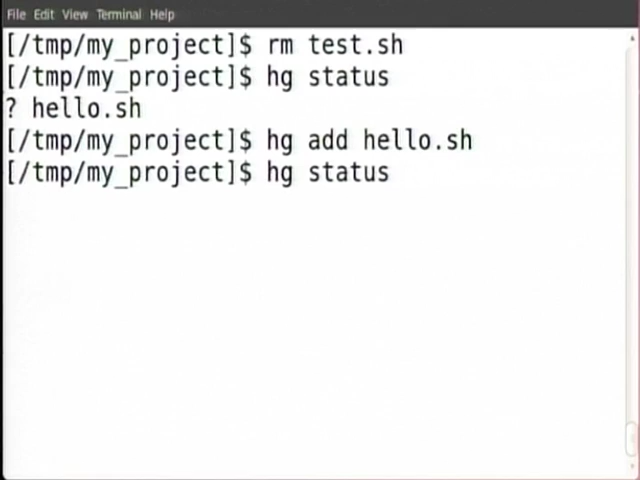 File Edit View Terminal Help
[/tmp/my_project]$ rm test.sh
[/tmp/my_project]$ hg status
? hello.sh
[/tmp/my_project]$ hg add hello.sh
[/tmp/my_project]$ hg status